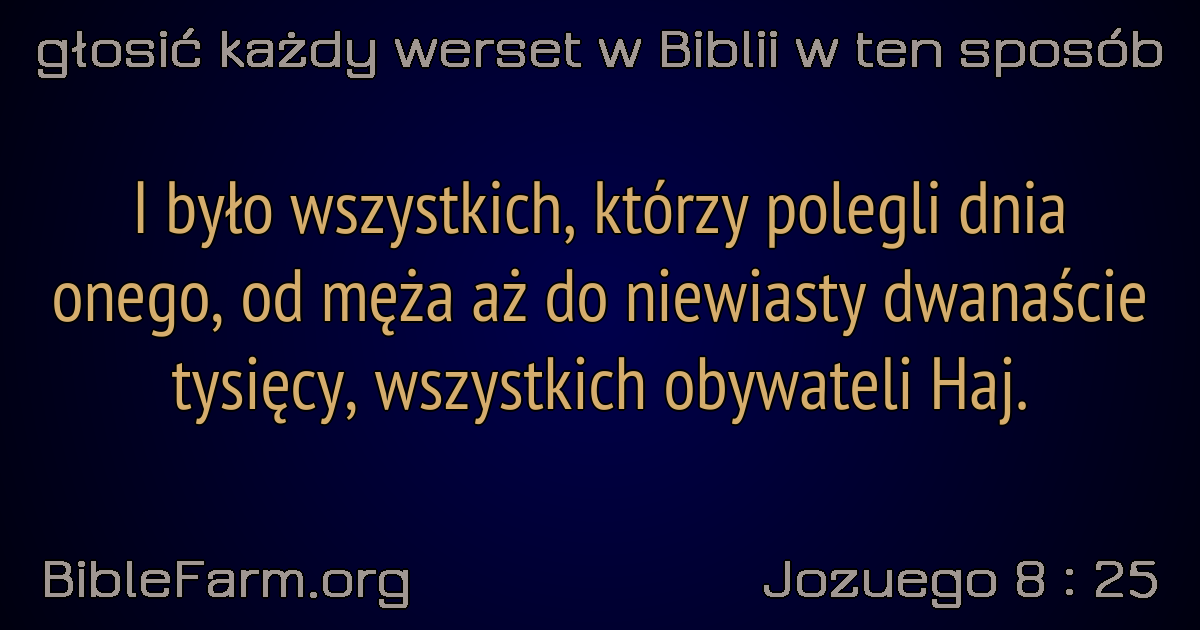 głosić każdy werset w Biblii w ten sposób
I było wszystkich, którzy polegli dnia
onego, od męża aż do niewiasty dwanaście
tysięcy, wszystkich obywateli Haj.
BibleFarm.org
Jozuego 8 : 25